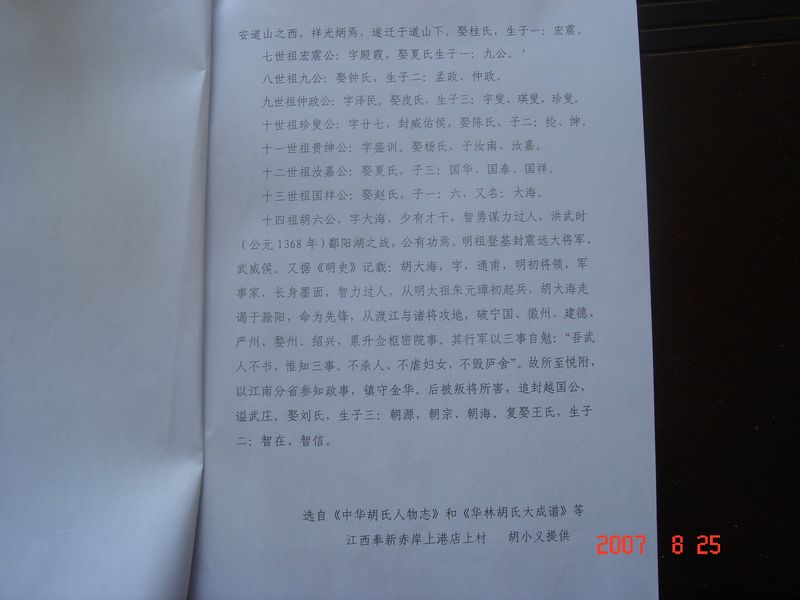 安道山之西，祥光炳焉，遂迁于道山下。娶桂氏，生子一：宏震。
七世祖宏震公：字殿霞，娶夏氏生子一：九公。
八世祖九公：娶钟氏，生子二：孟政、仲政。
九世祖仲政公：字泽民。娶皮氏，生子三：宇叟、瑛叟、珍叟。
十世祖珍叟公：字廿七，封威佑侯，娶陈氏，子二：纶、绅。
十一世祖贵绅公：字盛训。娶杨氏，子汝南、汝嘉。
十二世祖汝嘉公：娶夏氏，子三：国华、国泰、国祥。
十三世祖国祥公：娶赵氏，子一：六，又名：大海。
十四祖胡六公，字大海，少有才干，智勇谋力过人，洪武时
（公元1368年）鄱阳湖之战，公有功焉。明祖登基封震远大将军、
武威侯。又据《明史》记载：胡大海，字，通甫，明初将领，军
事家，长身墨面，智力过人，从明太祖朱元璋初起兵，胡大海走
谒于滁阳，命为先锋，从渡江与诸将攻地，破宁国、徽州、建德、
严州、婺州、绍兴，累升佥枢密院事。其行军以三事自勉：“吾武
人不书，惟知三事。不杀人、不虐妇女，不毁庐舍”。故所至悦附，
以江南分省参知政事，镇守金华。后被叛将所害，追封越国公，
谥武庄。娶刘氏，生子三：朝源，朝宗、朝海。复娶王氏，生子
二：智在、智信。
选自《中华胡氏人物志》和《华林胡氏大成谱》等
江西奉新赤岸上港店上村 胡小义提供
2007 8 25